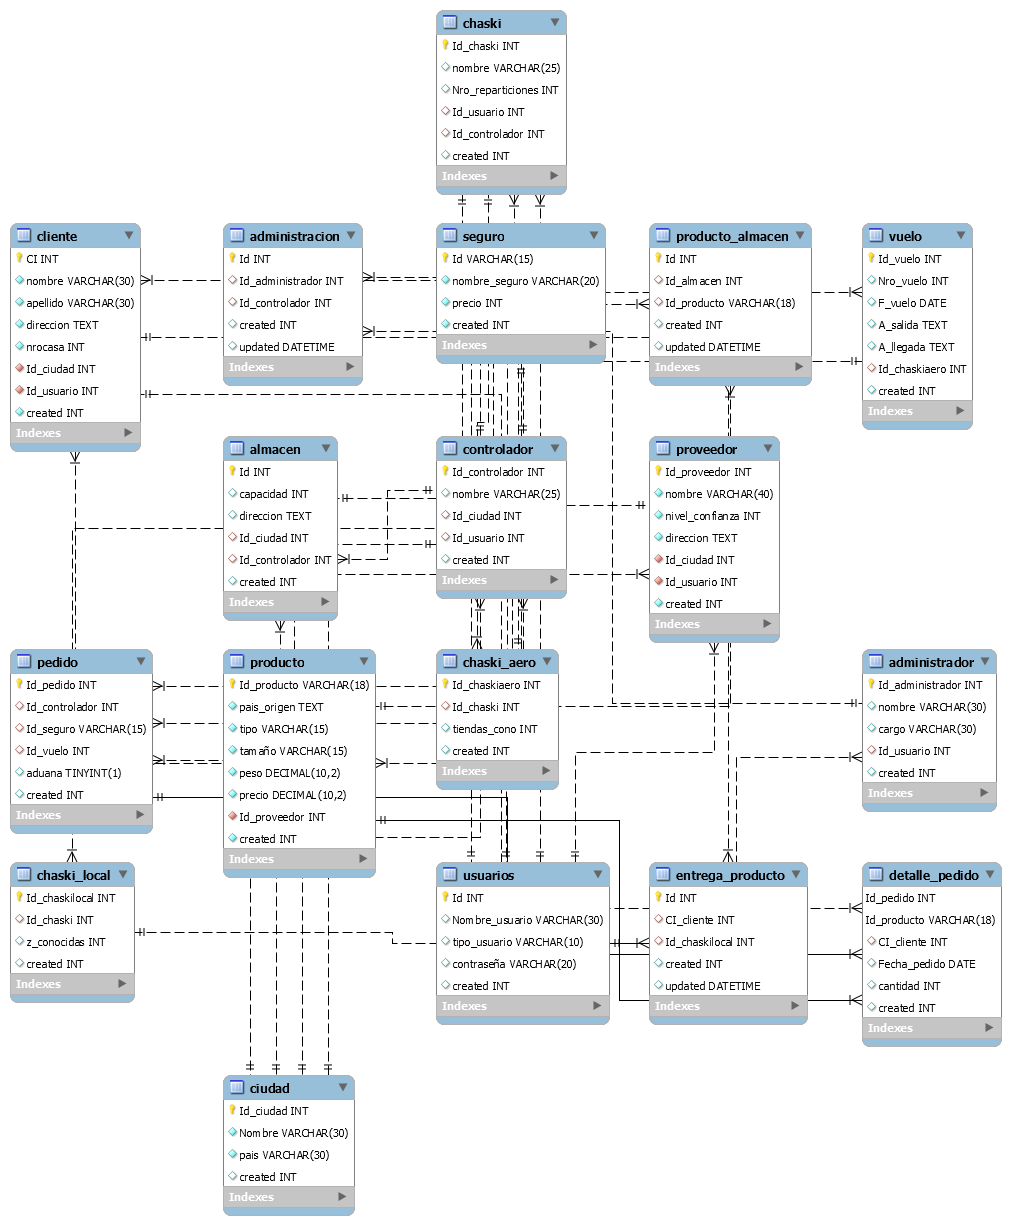 chaski
Id_chaski INT
nombre VARCHAR(25)
Nro_reparticiones INT
Id_usuario INT
Id_controlador INT
created INT
Indexes
cliente
CI INT
nombre VARCHAR(30)
apellido VARCHAR(30)
direccion TEXT
nrocasa INT
Id_ciudad INT
Id_usuario INT
created INT
Indexes
administracion
Id INT
Id_administrador INT
Id_controlador INT
created INT
updated DATETIME
Indexes
seguro
Id VARCHAR(15)
nombre_seguro VARCHAR(20)
precio INT
created INT
Indexes
producto_almacen
Id INT
Id_almacen INT
Id_producto VARCHAR(18)
created INT
updated DATETIME
Indexes
vuelo
Id_vuelo INT
Nro_vuelo INT
F_vuelo DATE
A_salida TEXT
A_llegada TEXT
Id_chaskiaero INT
created INT
Indexes
almacen
Id INT
capacidad INT
direccion TEXT
Id_ciudad INT
Id_controlador INT
created INT
Indexes
controlador
Id_controlador INT
nombre VARCHAR(25)
Id_ciudad INT
Id_usuario INT
created INT
Indexes
proveedor
Id_proveedor INT
nombre VARCHAR(40)
nivel_confianza INT
direccion TEXT
Id_ciudad INT
Id_usuario INT
created INT
Indexes
pedido
Id_pedido INT
Id_controlador INT
Id_seguro VARCHAR(15)
Id_vuelo INT
aduana TINYINT(1)
created INT
Indexes
producto
Id_producto VARCHAR(18)
pais_origen TEXT
tipo VARCHAR(15)
tamaño VARCHAR(15)
peso DECIMAL(10,2)
precio DECIMAL(10,2)
Id_proveedor INT
created INT
Indexes
chaski_aero
Id_chaskiaero INT
Id_chaski INT
tiendas_cono INT
created INT
Indexes
administrador
Id_administrador INT
nombre VARCHAR(30)
cargo VARCHAR(30)
Id_usuario INT
created INT
Indexes
chaski_local
Id_chaskilocal INT
Id_chaski INT
z_conocidas INT
created INT
Indexes
usuarios
Id INT
Nombre_usuario VARCHAR(30)
tipo_usuario VARCHAR(10)
contraseña VARCHAR(20)
created INT
Indexes
entrega_producto
Id INT
CI_cliente INT
Id_chaskilocal INT
created INT
updated DATETIME
Indexes
detalle_pedido
Id_pedido INT
Id_producto VARCHAR(18)
CI_cliente INT
Fecha_pedido DATE
cantidad INT
created INT
Indexes
ciudad
Id_ciudad INT
Nombre VARCHAR(30)
pais VARCHAR(30)
created INT
Indexes